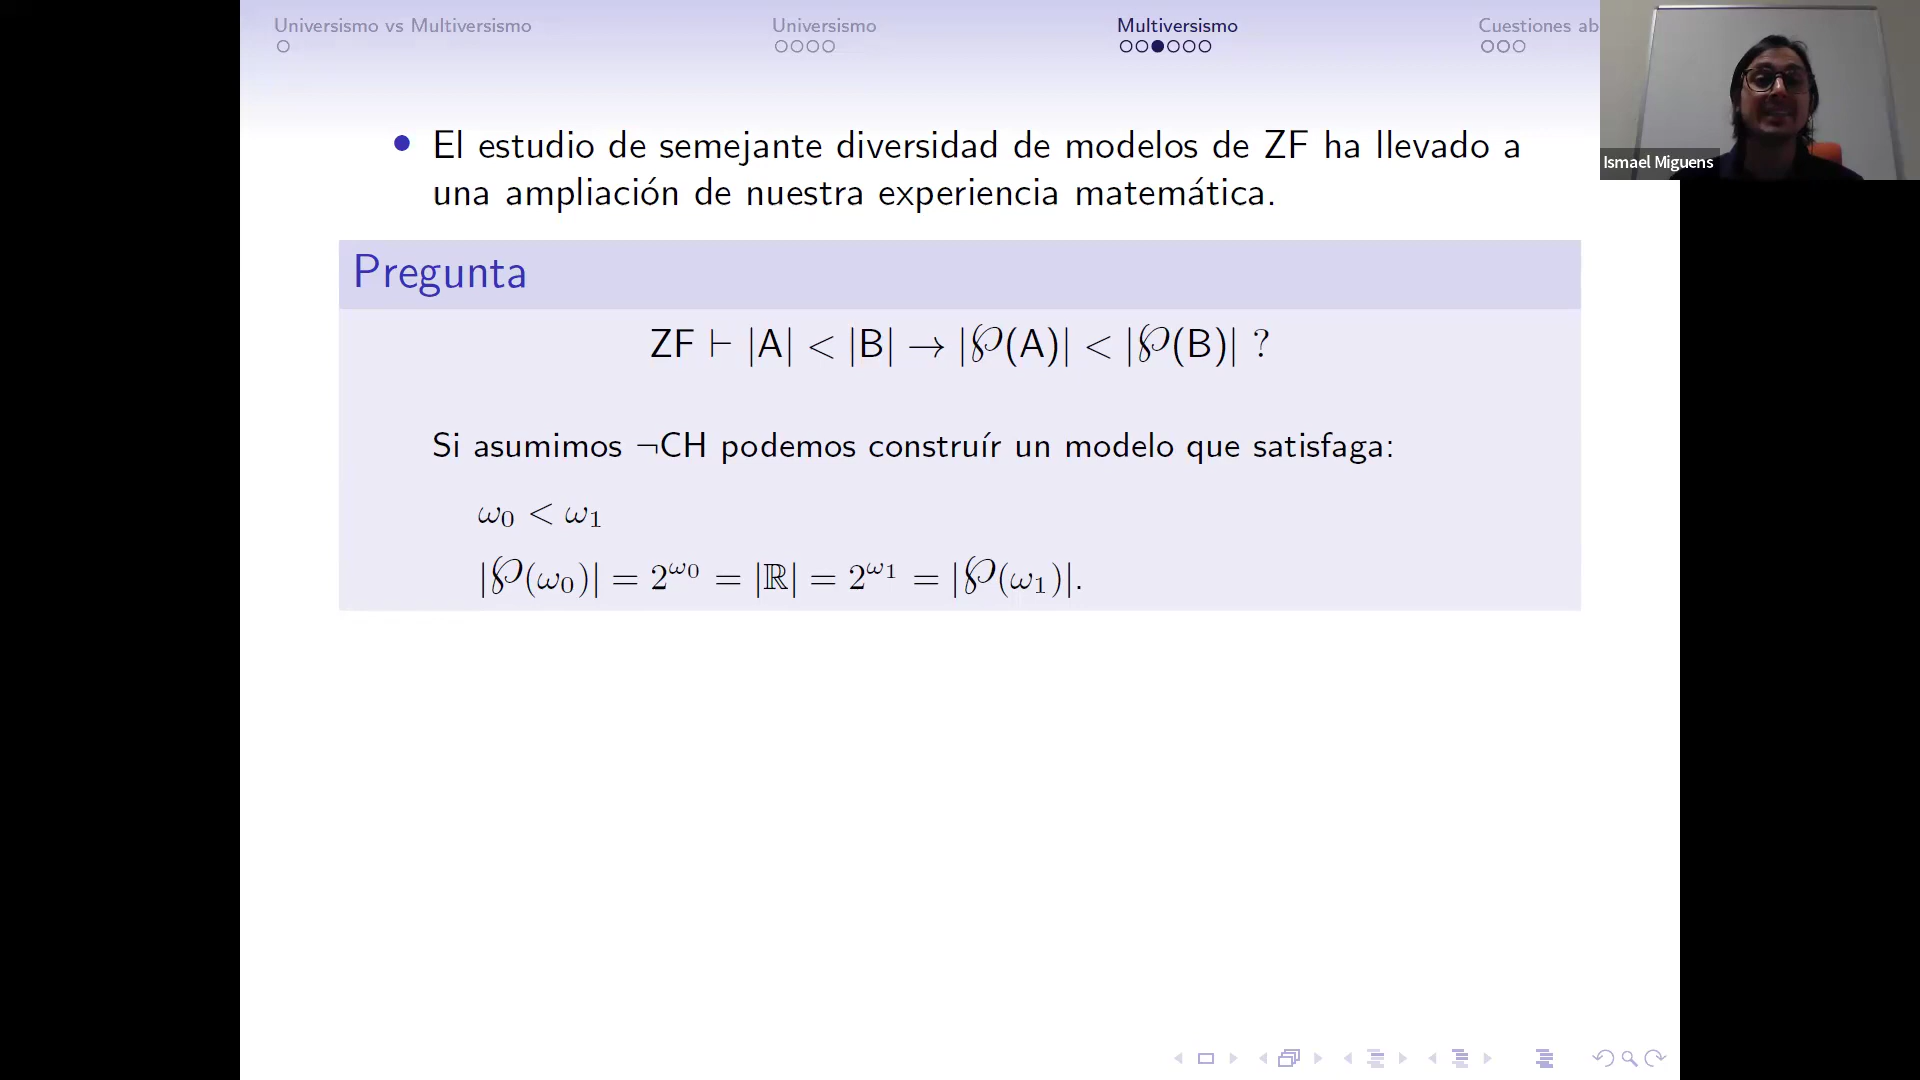 Universismo vs Multiversismo
Universismo
Multiversismo
Cuestiones ab
Ismael Miguens
• El estudio de semejante diversidad de modelos de ZF ha llevado a
una ampliación de nuestra experiencia matemática.
Pregunta
ZF ⊢ |A| < |B| → |℘(A)| < |℘(B)| ?
Si asumimos ¬CH podemos construír un modelo que satisfaga:
ω₀ < ω₁
|℘(ω₀)| = 2^{ω₀} = |ℝ| = 2^{ω₁} = |℘(ω₁)|.